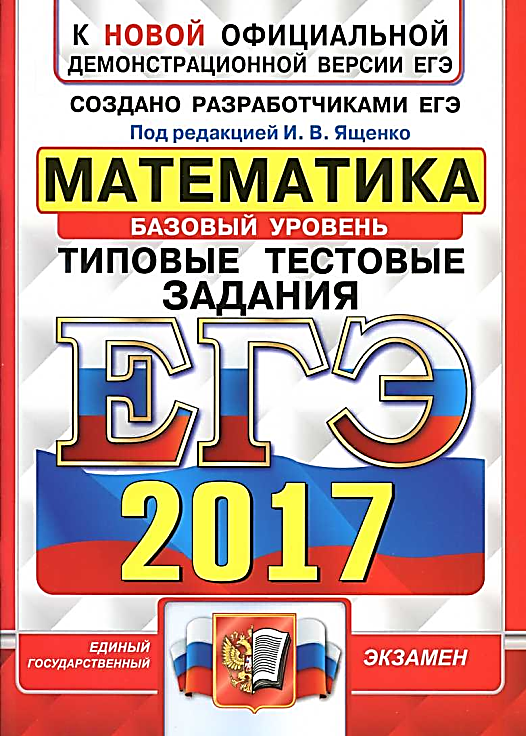 К НОВОЙ ОФИЦИАЛЬНОЙ
ДЕМОНСТРАЦИОННОЙ ВЕРСИИ ЕГЭ
СОЗДАНО РАЗРАБОТЧИКАМИ ЕГЭ
Под редакцией И. В. Ященко
МАТЕМАТИКА
БАЗОВЫЙ УРОВЕНЬ
ТИПОВЫЕ ТЕСТОВЫЕ
ЗАДАНИЯ
ЕГЭ
2017
ЕДИНЫЙ
ГОСУДАРСТВЕННЫЙ
ЭКЗАМЕН